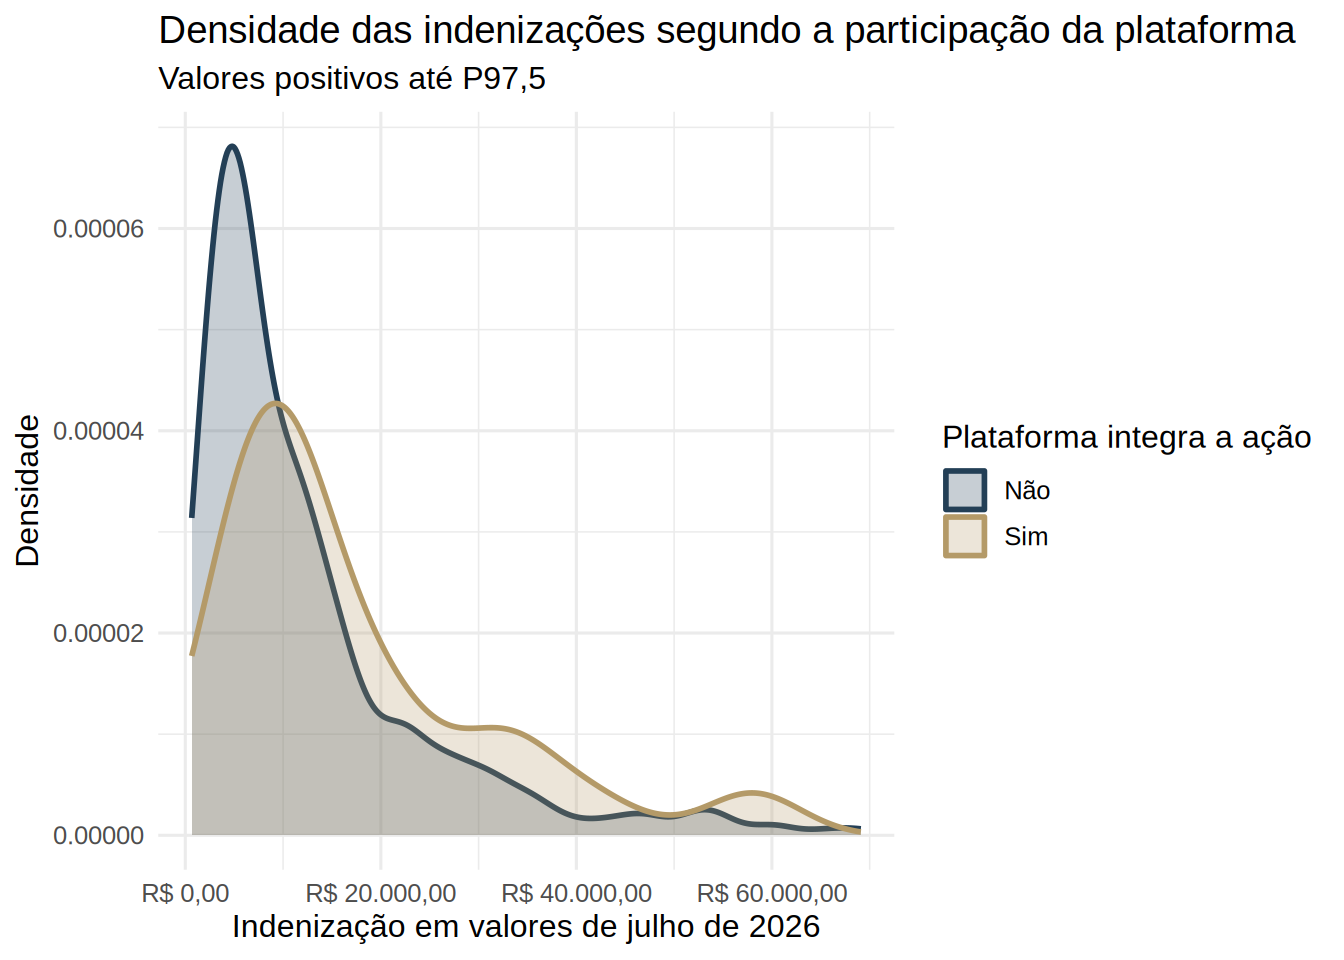 Densidade das indenizações segundo a participação da plataforma
Valores positivos até P97,5
0.00006
0.00004
0.00002
0.00000
Densidade
R$ 0,00
R$ 20.000,00
R$ 40.000,00
R$ 60.000,00
Indenização em valores de julho de 2026
Plataforma integra a ação
Não
Sim